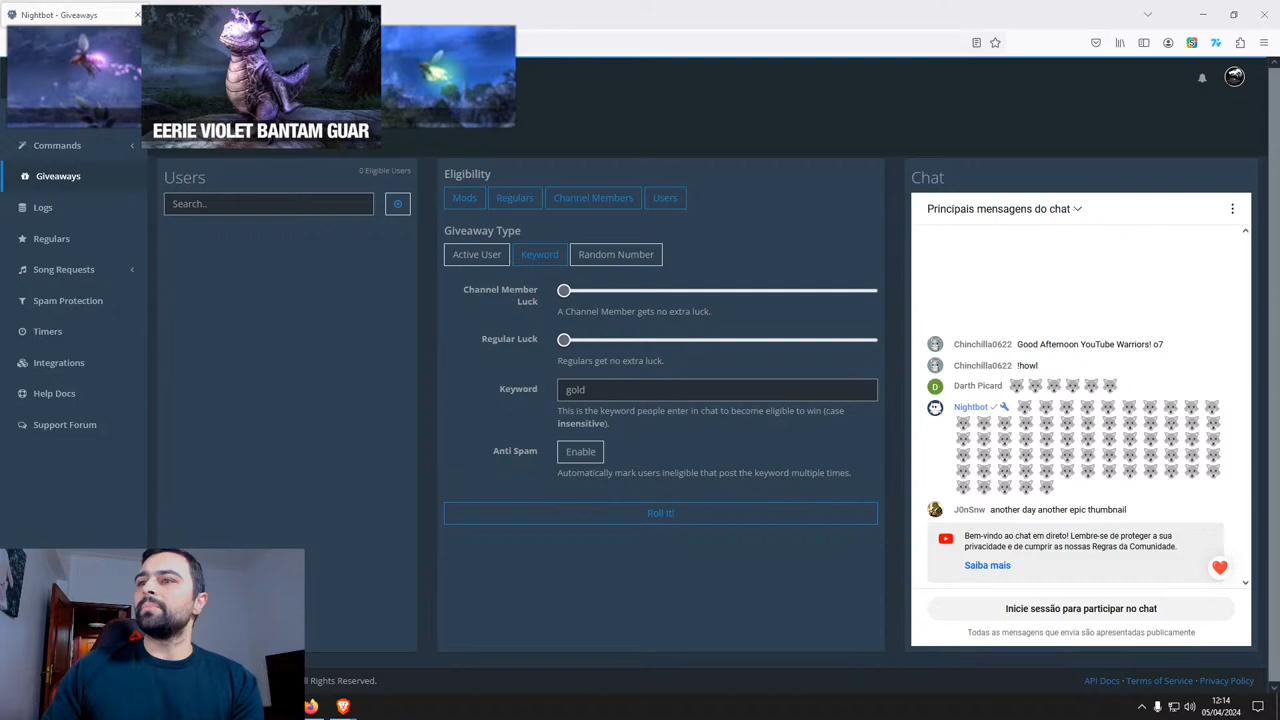 Nightbot - Giveaways
EERIE VIOLET BANTAM GUAR
Commands
Giveaways
Logs
Regulars
Song Requests
Spam Protection
Timers
Integrations
Help Docs
Support Forum
Users
0 Eligible Users
Search..
Eligibility
Mods
Regulars
Channel Members
Users
Giveaway Type
Active User
Keyword
Random Number
Channel Member
Luck
A Channel Member gets no extra luck.
Regular Luck
Regulars get no extra luck.
Keyword
gold
This is the keyword people enter in chat to become eligible to win (case
insensitive).
Anti Spam
Enable
Automatically mark users ineligible that post the keyword multiple times.
Roll It!
Chat
Principais mensagens do chat
Chinchilla0622 Good Afternoon YouTube Warriors! o7
Chinchilla0622 !howl
D Darth Picard
Nightbot
J0nSnw another day another epic thumbnail
Bem-vindo ao chat em direto! Lembre-se de proteger a sua
privacidade e de cumprir as nossas Regras da Comunidade.
Saiba mais
Inicie sessão para participar no chat
Todas as mensagens que envia são apresentadas publicamente
ll Rights Reserved.
API Docs · Terms of Service · Privacy Policy
12:14
05/04/2024